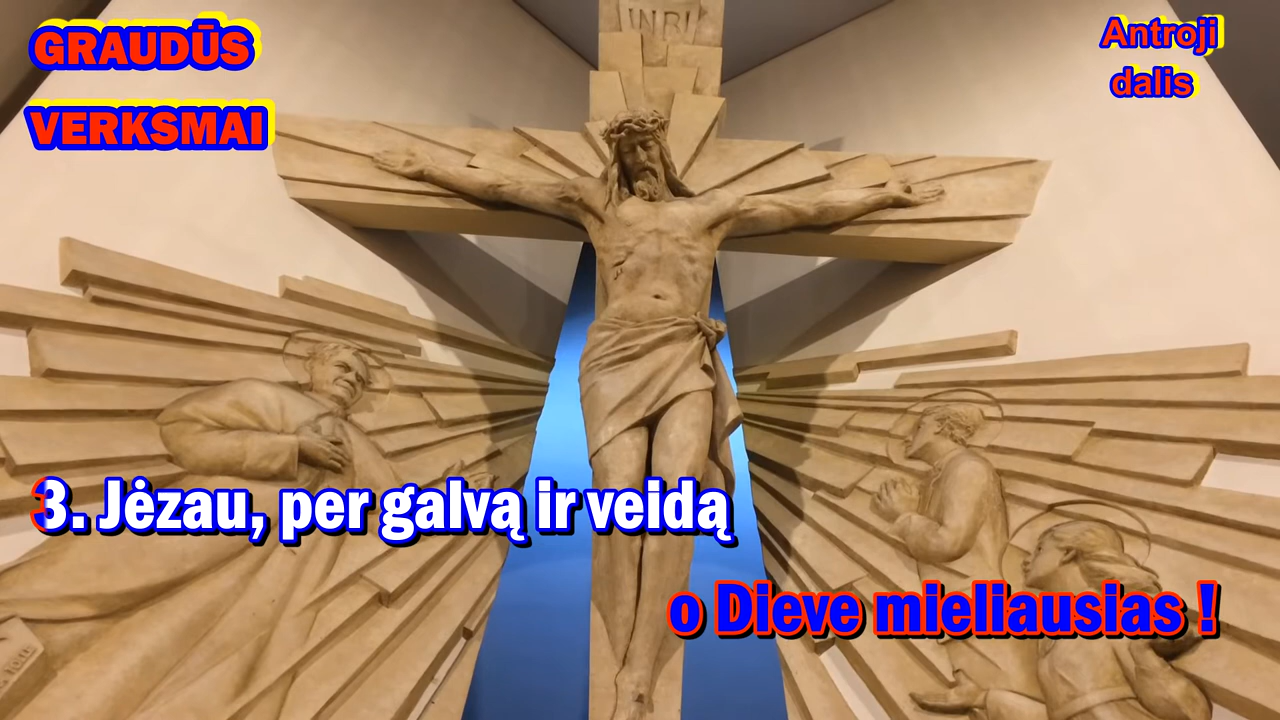 GRAUDŪS
VERKSMAI
Antroji
dalis
INRI
3. Jėzau, per galvą ir veidą
o Dieve mieliausias !